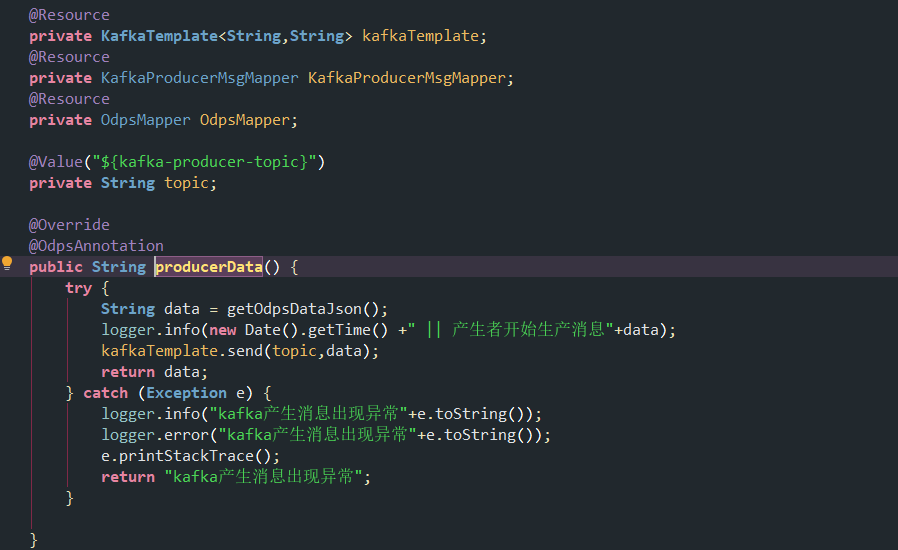 @Resource
private KafkaTemplate<String,String> kafkaTemplate;
@Resource
private KafkaProducerMsgMapper KafkaProducerMsgMapper;
@Resource
private OdpsMapper OdpsMapper;
@Value("${kafka-producer-topic}")
private String topic;
@Override
@OdpsAnnotation
public String producerData() {
try {
String data = getOdpsDataJson();
logger.info(new Date().getTime() +" || 产生者开始生产消息"+data);
kafkaTemplate.send(topic,data);
return data;
} catch (Exception e) {
logger.info("kafka产生消息出现异常"+e.toString());
logger.error("kafka产生消息出现异常"+e.toString());
e.printStackTrace();
return "kafka产生消息出现异常";
}
}